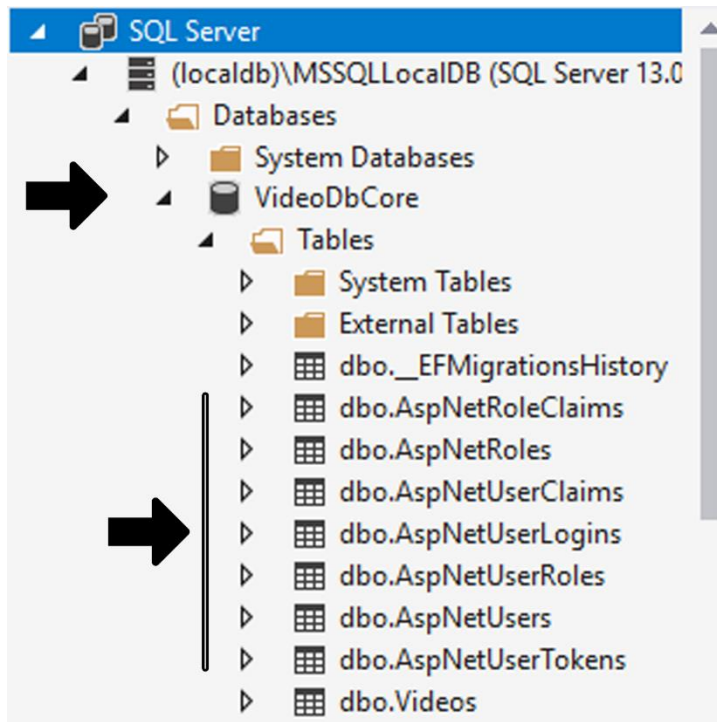 SQL Server
(localdb)\MSSQLLocalDB (SQL Server 13.0
Databases
System Databases
VideoDbCore
Tables
System Tables
External Tables
dbo.__EFMigrationsHistory
dbo.AspNetRoleClaims
dbo.AspNetRoles
dbo.AspNetUserClaims
dbo.AspNetUserLogins
dbo.AspNetUserRoles
dbo.AspNetUsers
dbo.AspNetUserTokens
dbo.Videos